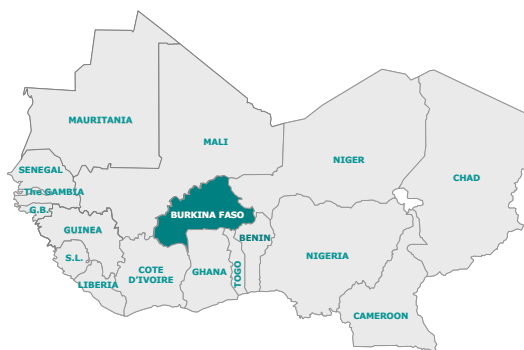 MAURITANIA
MALI
NIGER
CHAD
SENEGAL
The GAMBIA
G.B.
BURKINA FASO
GUINEA
BENIN
S.L.
COTE
D'IVOIRE
GHANA
TOGO
NIGERIA
LIBERIA
CAMEROON